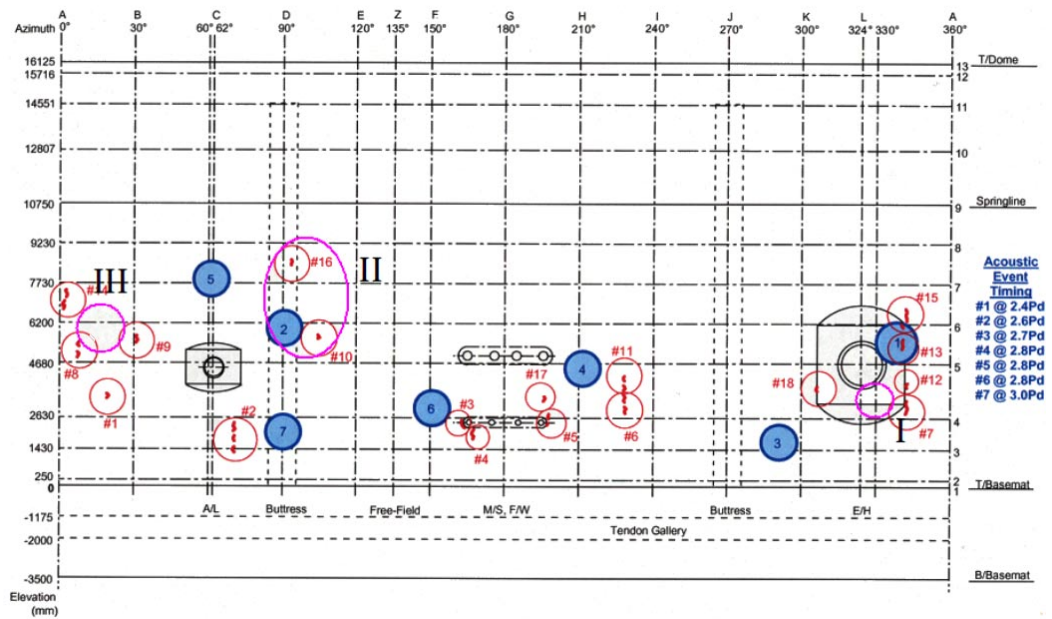 A B C D E Z F G H I J K L A
Azimuth 0° 30° 60° 62° 90° 120° 135° 150° 180° 210° 240° 270° 300° 324° 330° 360°
16125 13 T/Dome
15716 12
14551 11
12807 10
10750 9 Springline
9230 8
7730 7
6200 6
4680 5
2630 4
1430 3
250 2
0 1 T/Basemat
A/L Buttress Free-Field M/S, F/W Buttress E/H
-1175
Tendon Gallery
-2000
-3500 B/Basemat
Elevation
(mm)
#16
II
III
5
#15
2
#9
#10
#8
1
#13
#11
#17
4
#18
#12
#1
#2
6
#3
#5
#4
#6
#7
I
7
3
Acoustic
Event
Timing
#1 @ 2.4Pd
#2 @ 2.6Pd
#3 @ 2.7Pd
#4 @ 2.8Pd
#5 @ 2.8Pd
#6 @ 2.8Pd
#7 @ 3.0Pd